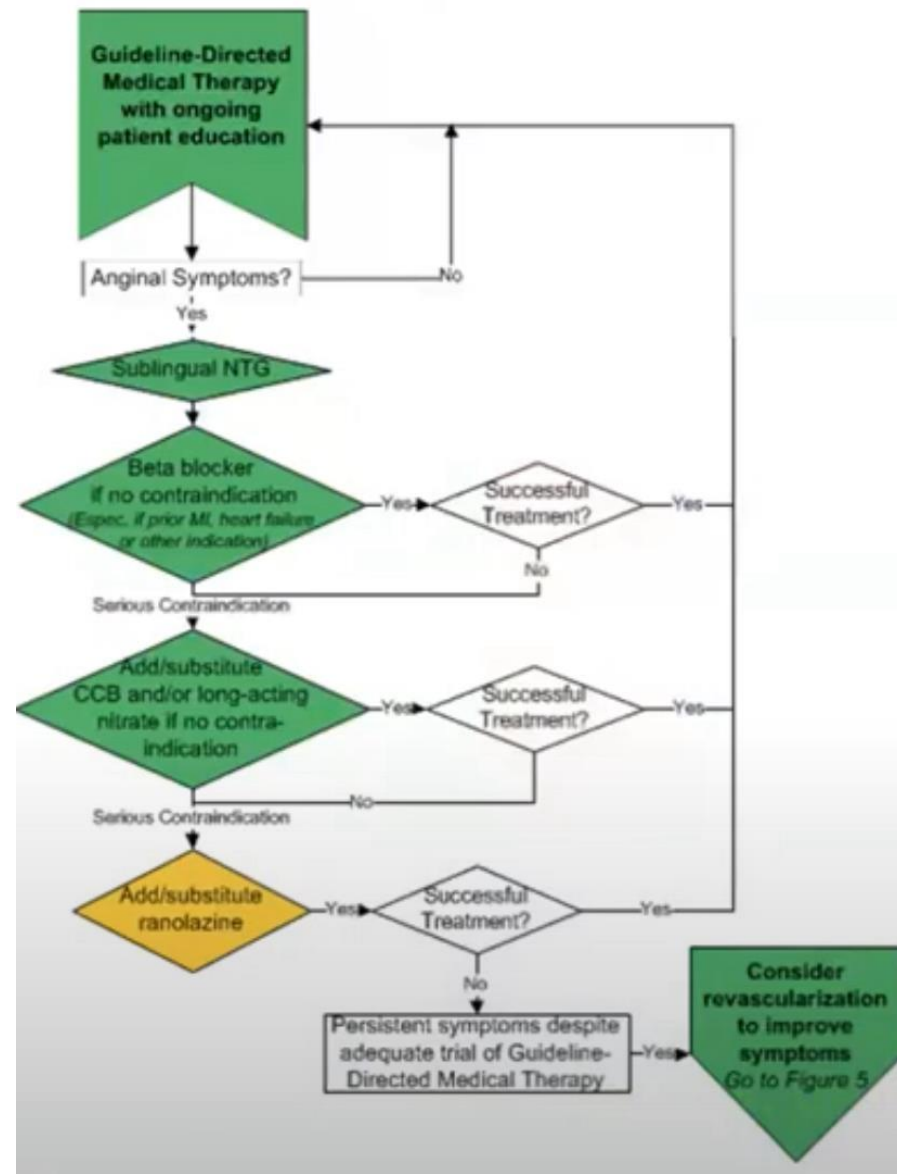 Guideline-Directed
Medical Therapy
with ongoing
patient education
Anginal Symptoms?
No
Yes
Sublingual NTG
Beta blocker
if no contraindication
(Espec. if prior MI, heart failure
or other indication)
Yes
Successful
Treatment?
Yes
No
Serious Contraindication
Add/substitute
CCB and/or long-acting
nitrate if no contra-
indication
Yes
Successful
Treatment?
Yes
No
Serious Contraindication
Add/substitute
ranolazine
Yes
Successful
Treatment?
Yes
No
Persistent symptoms despite
adequate trial of Guideline-
Directed Medical Therapy
Yes
Consider
revascularization
to improve
symptoms
Go to Figure 5